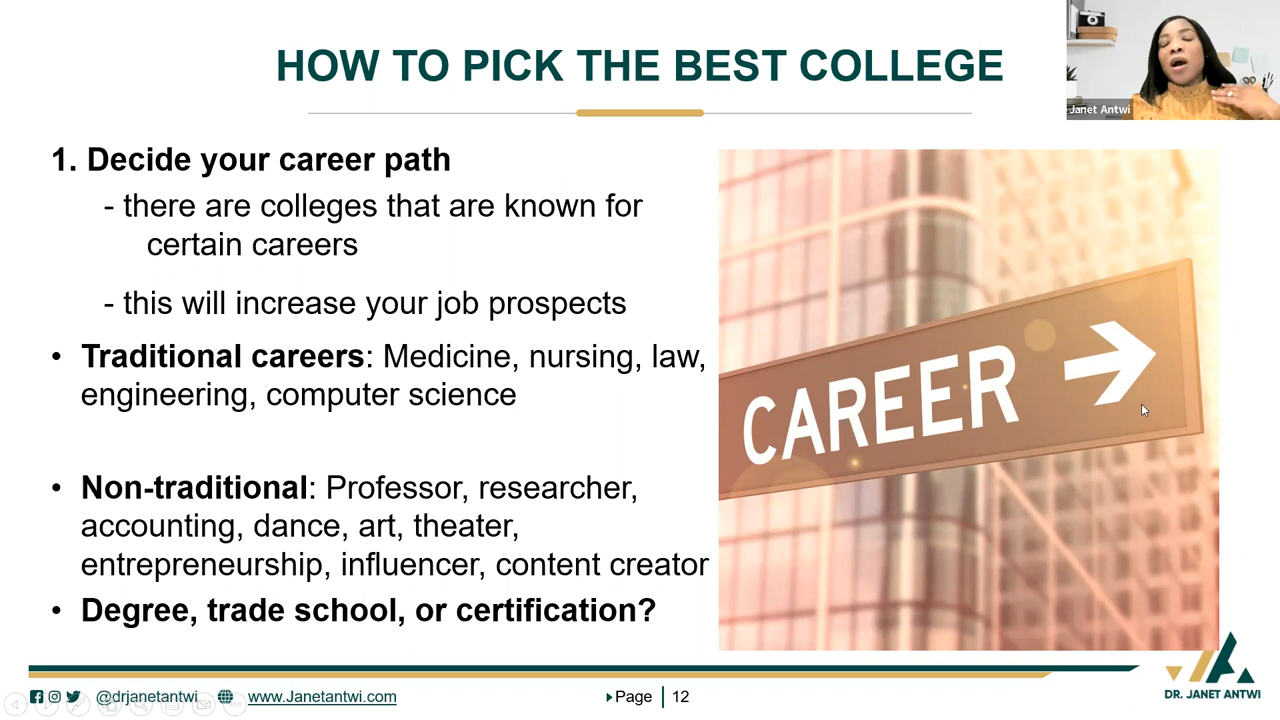 HOW TO PICK THE BEST COLLEGE
Janet Antwi
1. Decide your career path
- there are colleges that are known for
certain careers
- this will increase your job prospects
• Traditional careers: Medicine, nursing, law,
engineering, computer science
• Non-traditional: Professor, researcher,
accounting, dance, art, theater,
entrepreneurship, influencer, content creator
• Degree, trade school, or certification?
CAREER
@drjanetantwi
www.Janetantwi.com
Page 12
DR. JANET ANTWI